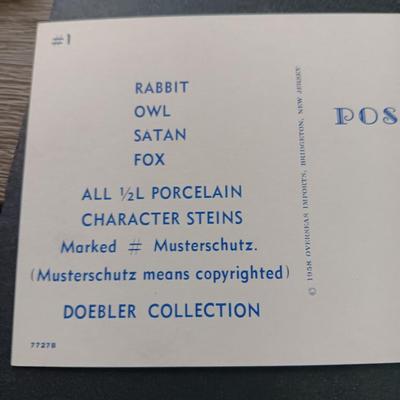 #1
RABBIT
OWL
SATAN
FOX
ALL ½L PORCELAIN
CHARACTER STEINS
Marked # Musterschutz.
(Musterschutz means copyrighted)
DOEBLER COLLECTION
77278
© 1958 OVERSEAS IMPORTS, BRIDGETON, NEW JERSEY
POS